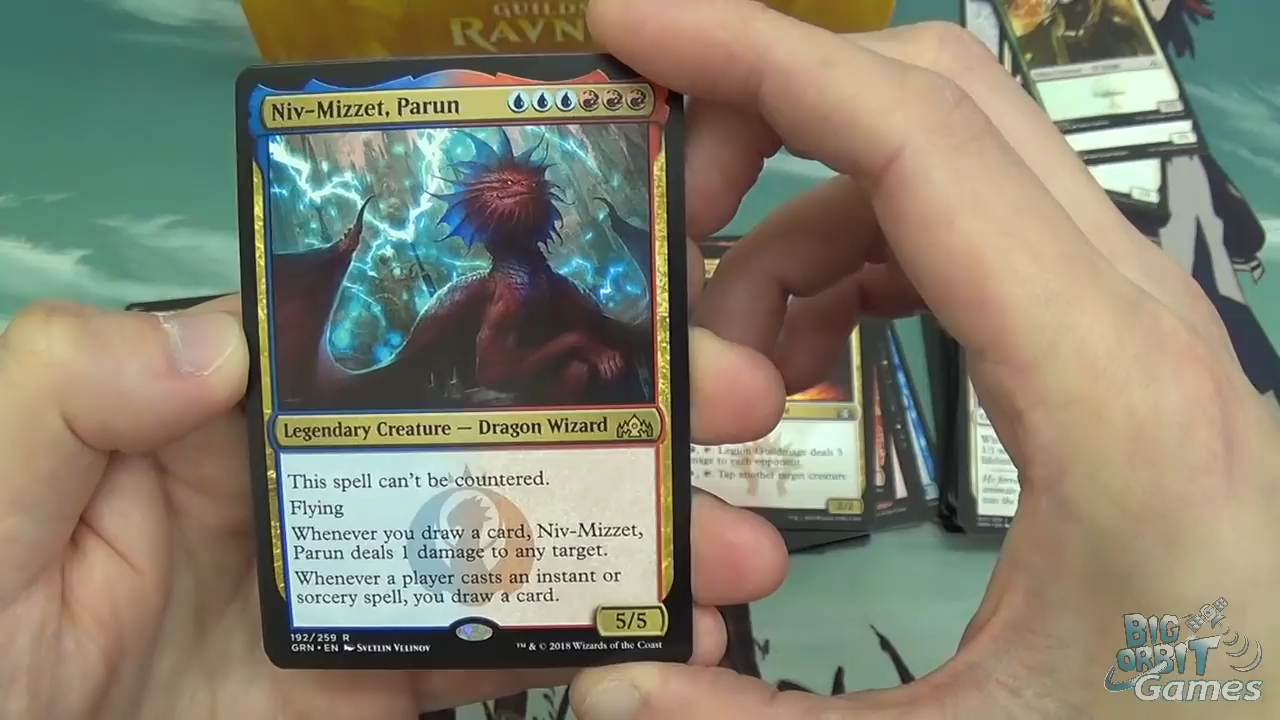 GUILDS
RAVN
Niv-Mizzet, Parun
Legendary Creature — Dragon Wizard
This spell can't be countered.
Flying
Whenever you draw a card, Niv-Mizzet,
Parun deals 1 damage to any target.
Whenever a player casts an instant or
sorcery spell, you draw a card.
5/5
192/259 R
GRN • EN Svetlin Velinov
™ & © 2018 Wizards of the Coast
Legion Guildmage deals 3
to each opponent.
Tap another target creature
2/2
BIG
ORBIT
Games